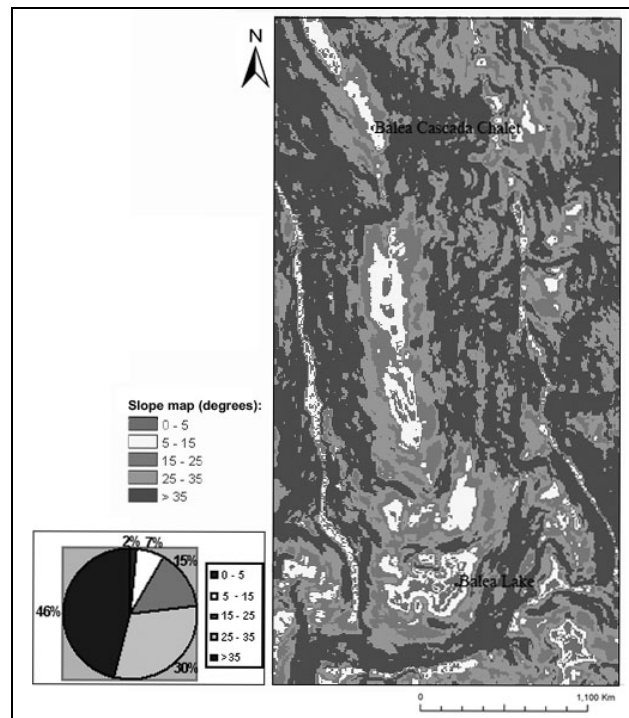 N
Balea Cascada Chalet
Slope map (degrees):
0 - 5
5 - 15
15 - 25
25 - 35
> 35
Balea Lake
2% 7%
15%
46%
30%
0 - 5
5 - 15
15 - 25
25 - 35
>35
0 1,100 Km